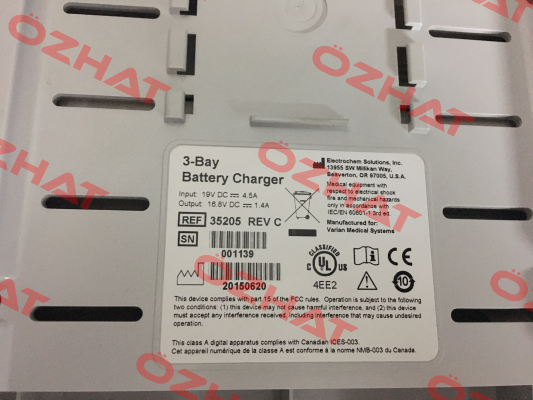 ÖZHAT
3-Bay
Battery Charger
Input: 19V DC ⎓ 4.5A
Output: 16.8V DC ⎓ 1.4A
REF 35205 REV C
SN
001139
20150620
Electrochem Solutions, Inc.
13955 SW Millikan Way,
Beaverton, OR 97005, U.S.A.
Medical equipment with
respect to electrical shock
fire and mechanical hazards
only in accordance with
IEC/EN 60601-1 3rd ed.
Manufactured for:
Varian Medical Systems
CLASSIFIED
UL
C US
4EE2
10
This device complies with part 15 of the FCC rules. Operation is subject to the following
two conditions: (1) this device may not cause harmful interference, and (2) this device
must accept any interference received, including interference that may cause undesired
operation.
This class A digital apparatus complies with Canadian ICES-003.
Cet appareil numérique de la classe A est conforme à la norme NMB-003 du Canada.